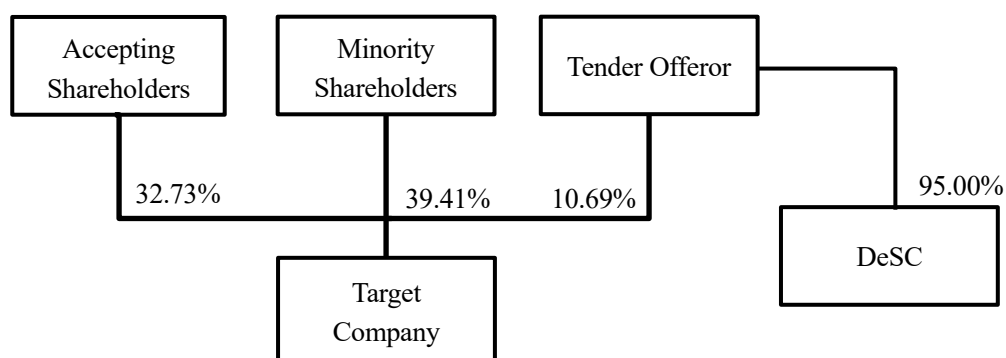 Accepting
Shareholders
Minority
Shareholders
Tender Offeror
32.73%
39.41%
10.69%
95.00%
DeSC
Target
Company